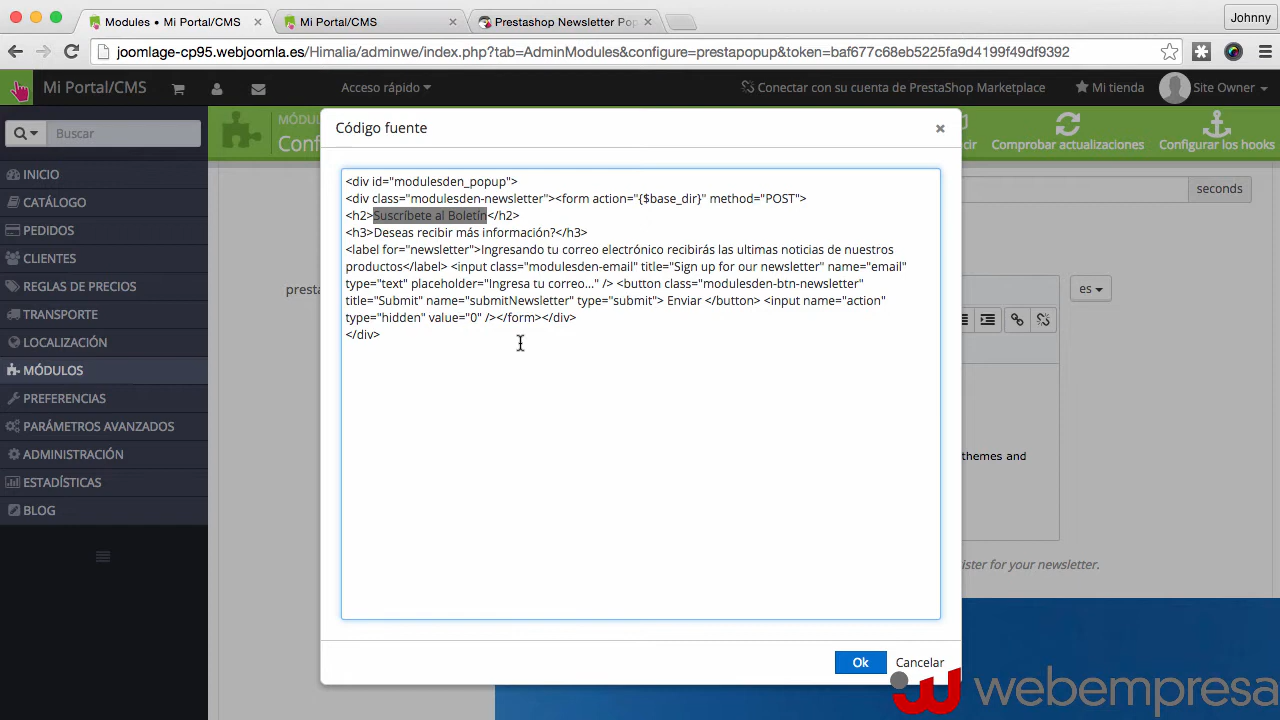 Modules • Mi Portal/CMS
Mi Portal/CMS
Prestashop Newsletter Pop
Johnny
joomlage-cp95.webjoomla.es/Himalia/adminwe/index.php?tab=AdminModules&configure=prestapopup&token=baf677c68eb5225fa9d4199f49df9392
Mi Portal/CMS
Acceso rápido
Conectar con su cuenta de PrestaShop Marketplace
Mi tienda
Site Owner
Buscar
INICIO
CATÁLOGO
PEDIDOS
CLIENTES
REGLAS DE PRECIOS
TRANSPORTE
LOCALIZACIÓN
MÓDULOS
PREFERENCIAS
PARÁMETROS AVANZADOS
ADMINISTRACIÓN
ESTADÍSTICAS
BLOG
MÓDU
Conf
cir
Comprobar actualizaciones
Configurar los hooks
seconds
presta
es
themes and
ister for your newsletter.
Código fuente
×
<div id="modulesden_popup">
<div class="modulesden-newsletter"><form action="{$base_dir}" method="POST">
<h2>Suscríbete al Boletín</h2>
<h3>Deseas recibir más información?</h3>
<label for="newsletter">Ingresando tu correo electrónico recibirás las ultimas noticias de nuestros
productos</label> <input class="modulesden-email" title="Sign up for our newsletter" name="email"
type="text" placeholder="Ingresa tu correo..." /> <button class="modulesden-btn-newsletter"
title="Submit" name="submitNewsletter" type="submit"> Enviar </button> <input name="action"
type="hidden" value="0" /></form></div>
</div>
Ok
Cancelar
webempresa